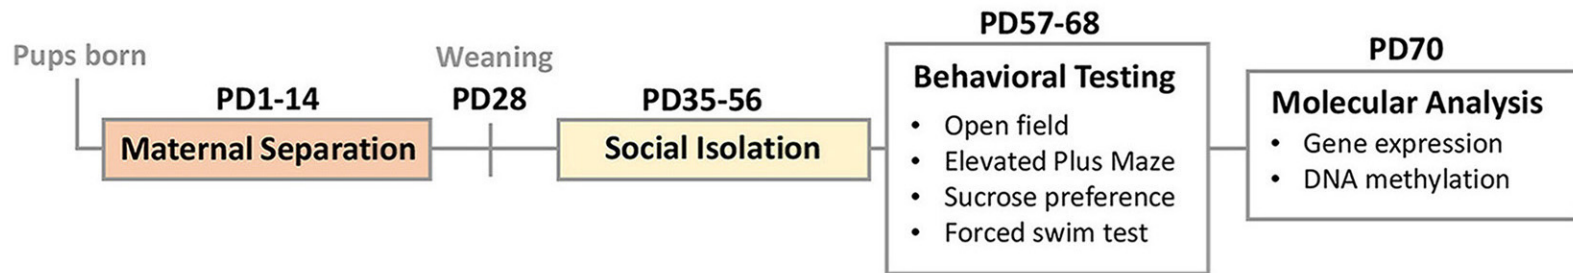 Pups born
PD1-14
Maternal Separation
Weaning
PD28
PD35-56
Social Isolation
PD57-68
Behavioral Testing
• Open field
• Elevated Plus Maze
• Sucrose preference
• Forced swim test
PD70
Molecular Analysis
• Gene expression
• DNA methylation